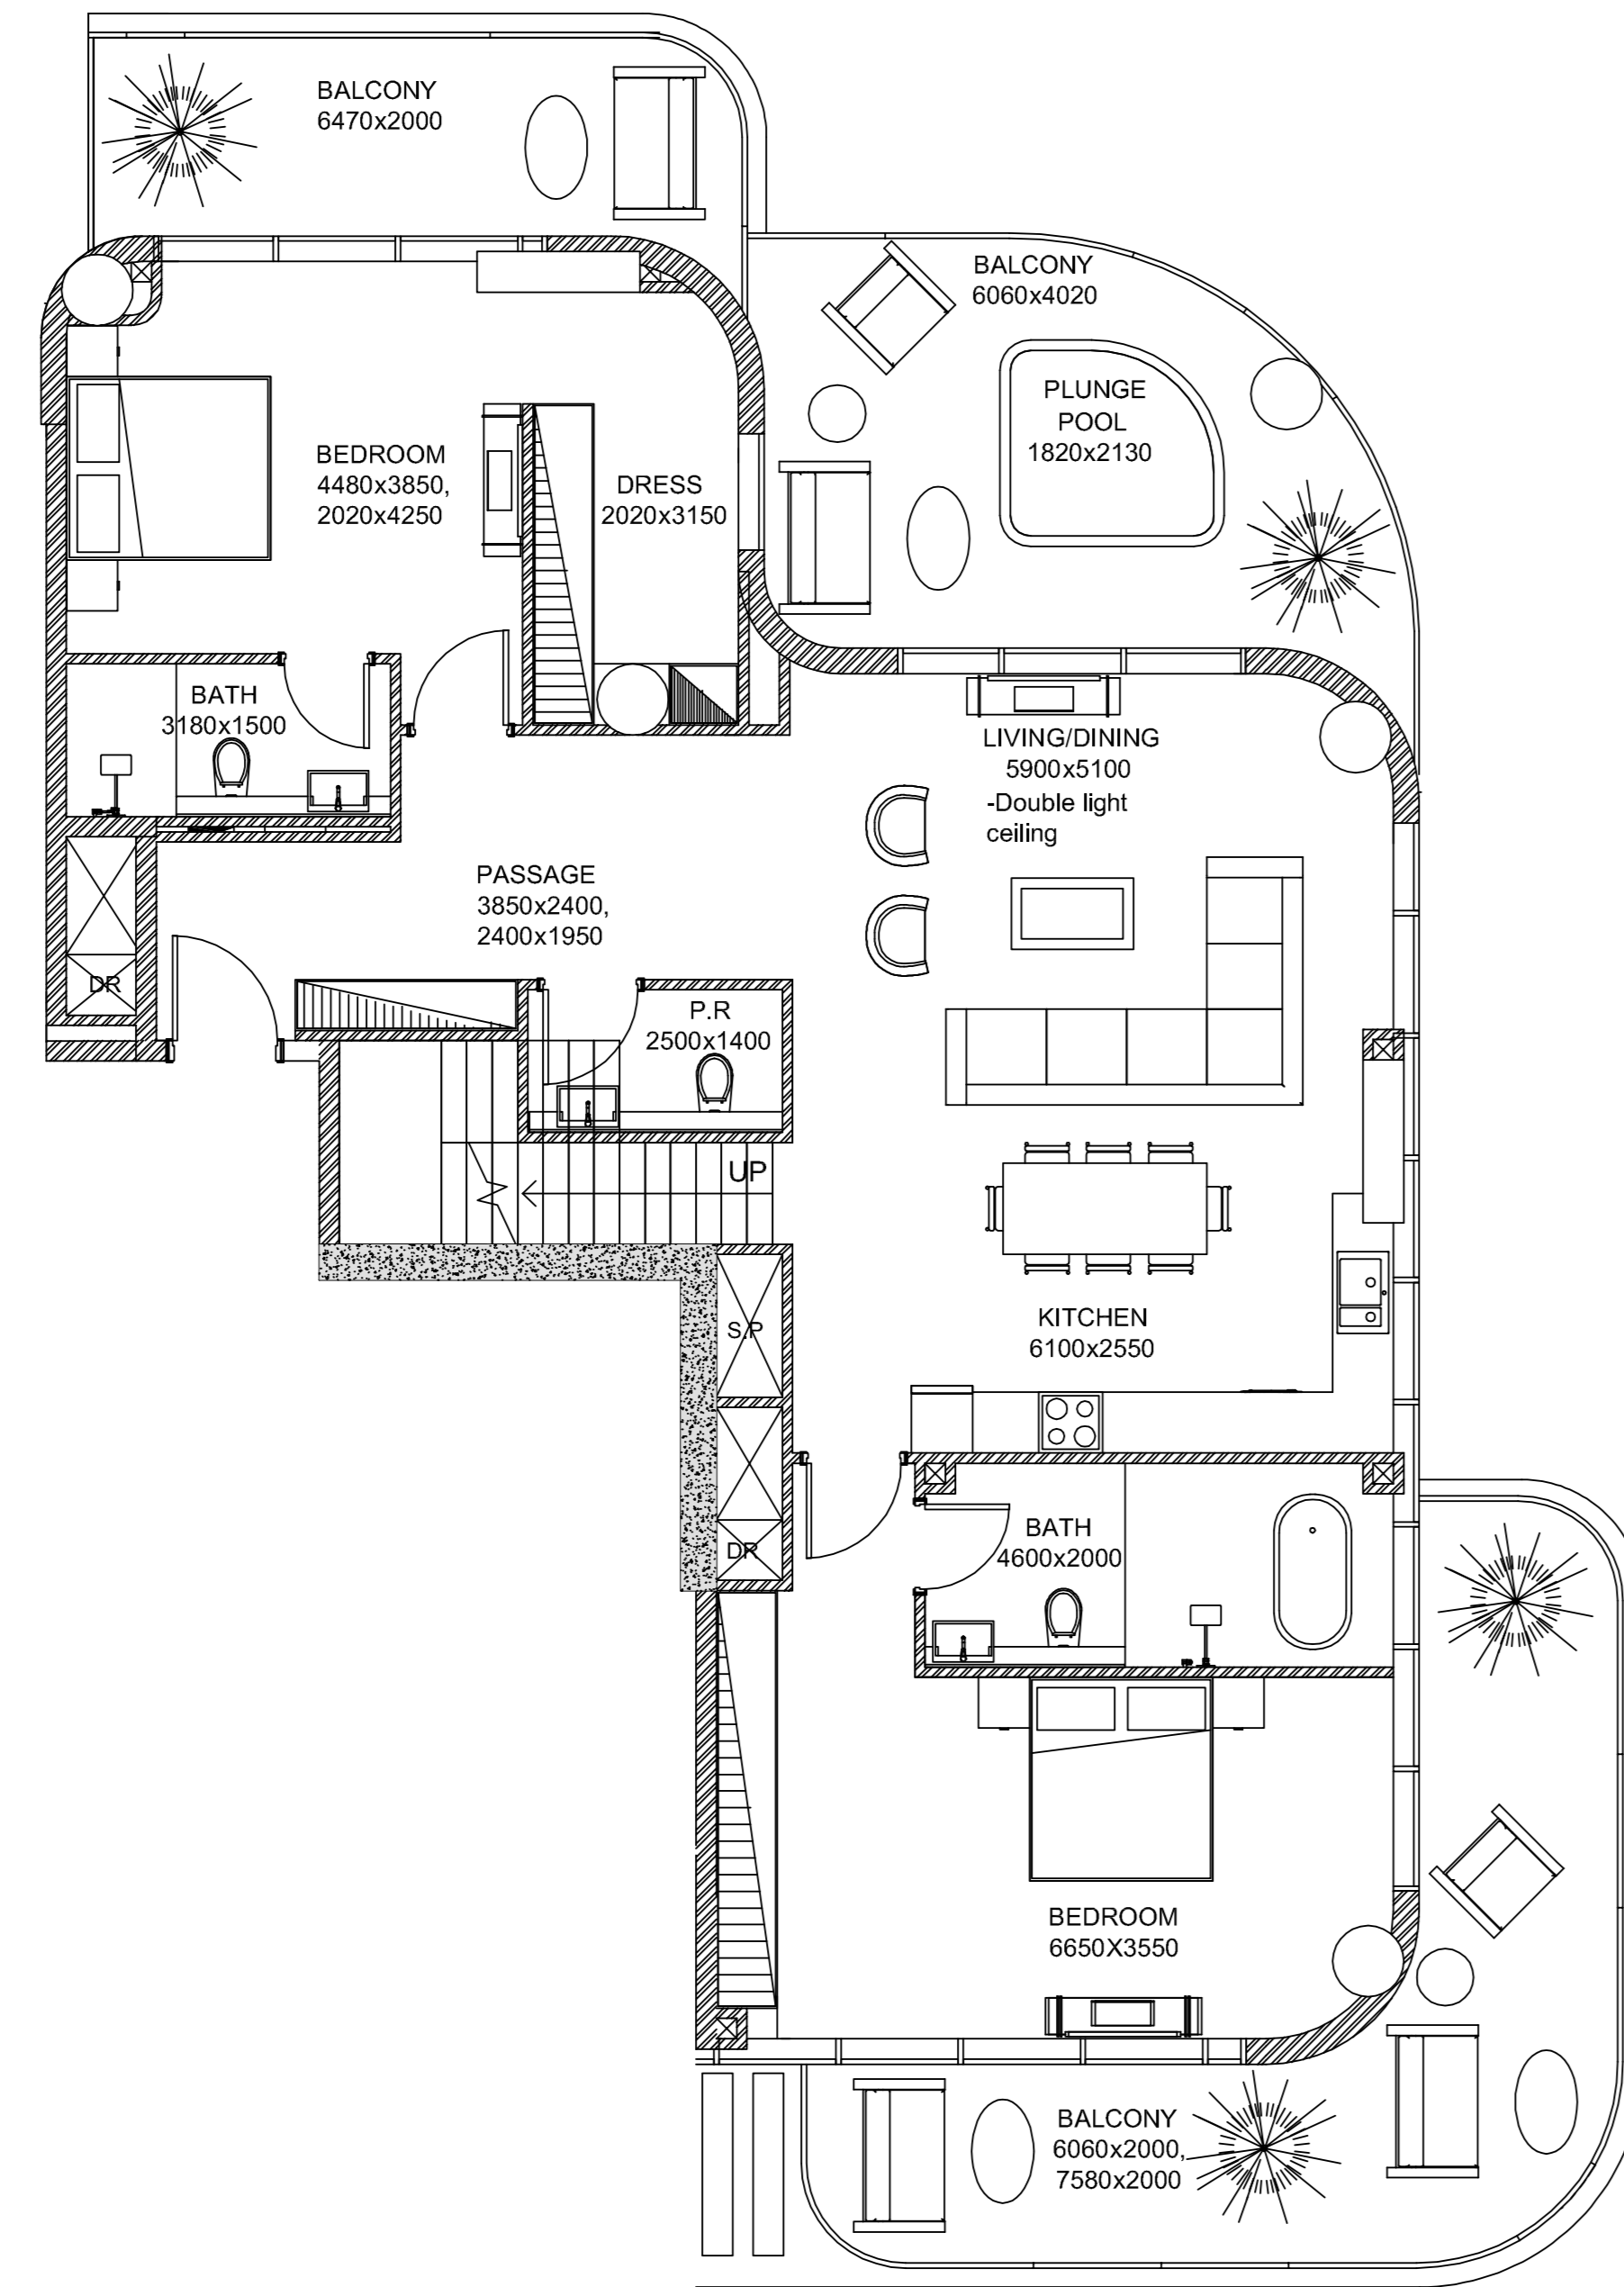 BALCONY
6470x2000
BALCONY
6060x4020
PLUNGE
POOL
1820x2130
BEDROOM
4480x3850,
2020x4250
DRESS
2020x3150
BATH
3180x1500
LIVING/DINING
5900x5100
-Double light
ceiling
PASSAGE
3850x2400,
2400x1950
DR
P.R
2500x1400
UP
S.P
KITCHEN
6100x2550
DR
BATH
4600x2000
BEDROOM
6650X3550
BALCONY
6060x2000,
7580x2000